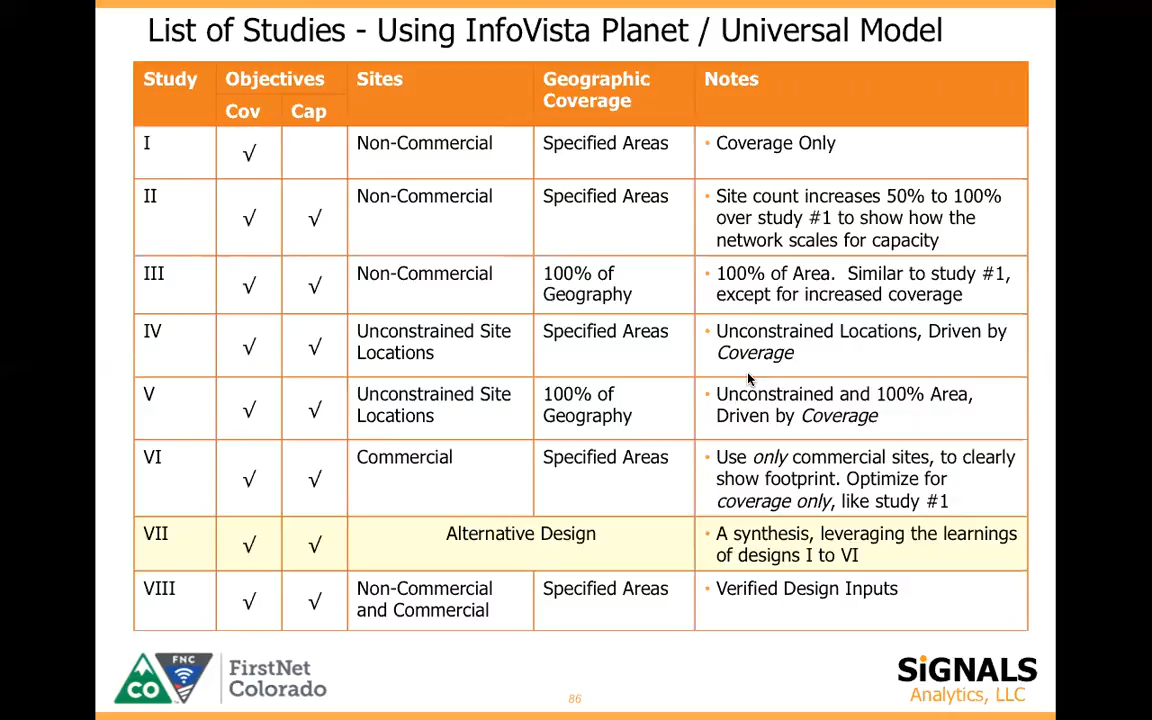 List of Studies - Using InfoVista Planet / Universal Model
Study Objectives Sites Geographic Coverage Notes
Cov Cap
I √ Non-Commercial Specified Areas • Coverage Only
II √ √ Non-Commercial Specified Areas • Site count increases 50% to 100%
over study #1 to show how the
network scales for capacity
III √ √ Non-Commercial 100% of Geography • 100% of Area. Similar to study #1,
except for increased coverage
IV √ √ Unconstrained Site Locations Specified Areas • Unconstrained Locations, Driven by
Coverage
V √ √ Unconstrained Site Locations 100% of Geography • Unconstrained and 100% Area,
Driven by Coverage
VI √ √ Commercial Specified Areas • Use only commercial sites, to clearly
show footprint. Optimize for
coverage only, like study #1
VII √ √ Alternative Design • A synthesis, leveraging the learnings
of designs I to VI
VIII √ √ Non-Commercial and Commercial Specified Areas • Verified Design Inputs
CO
FNC
FirstNet
Colorado
86
SiGNALS
Analytics, LLC